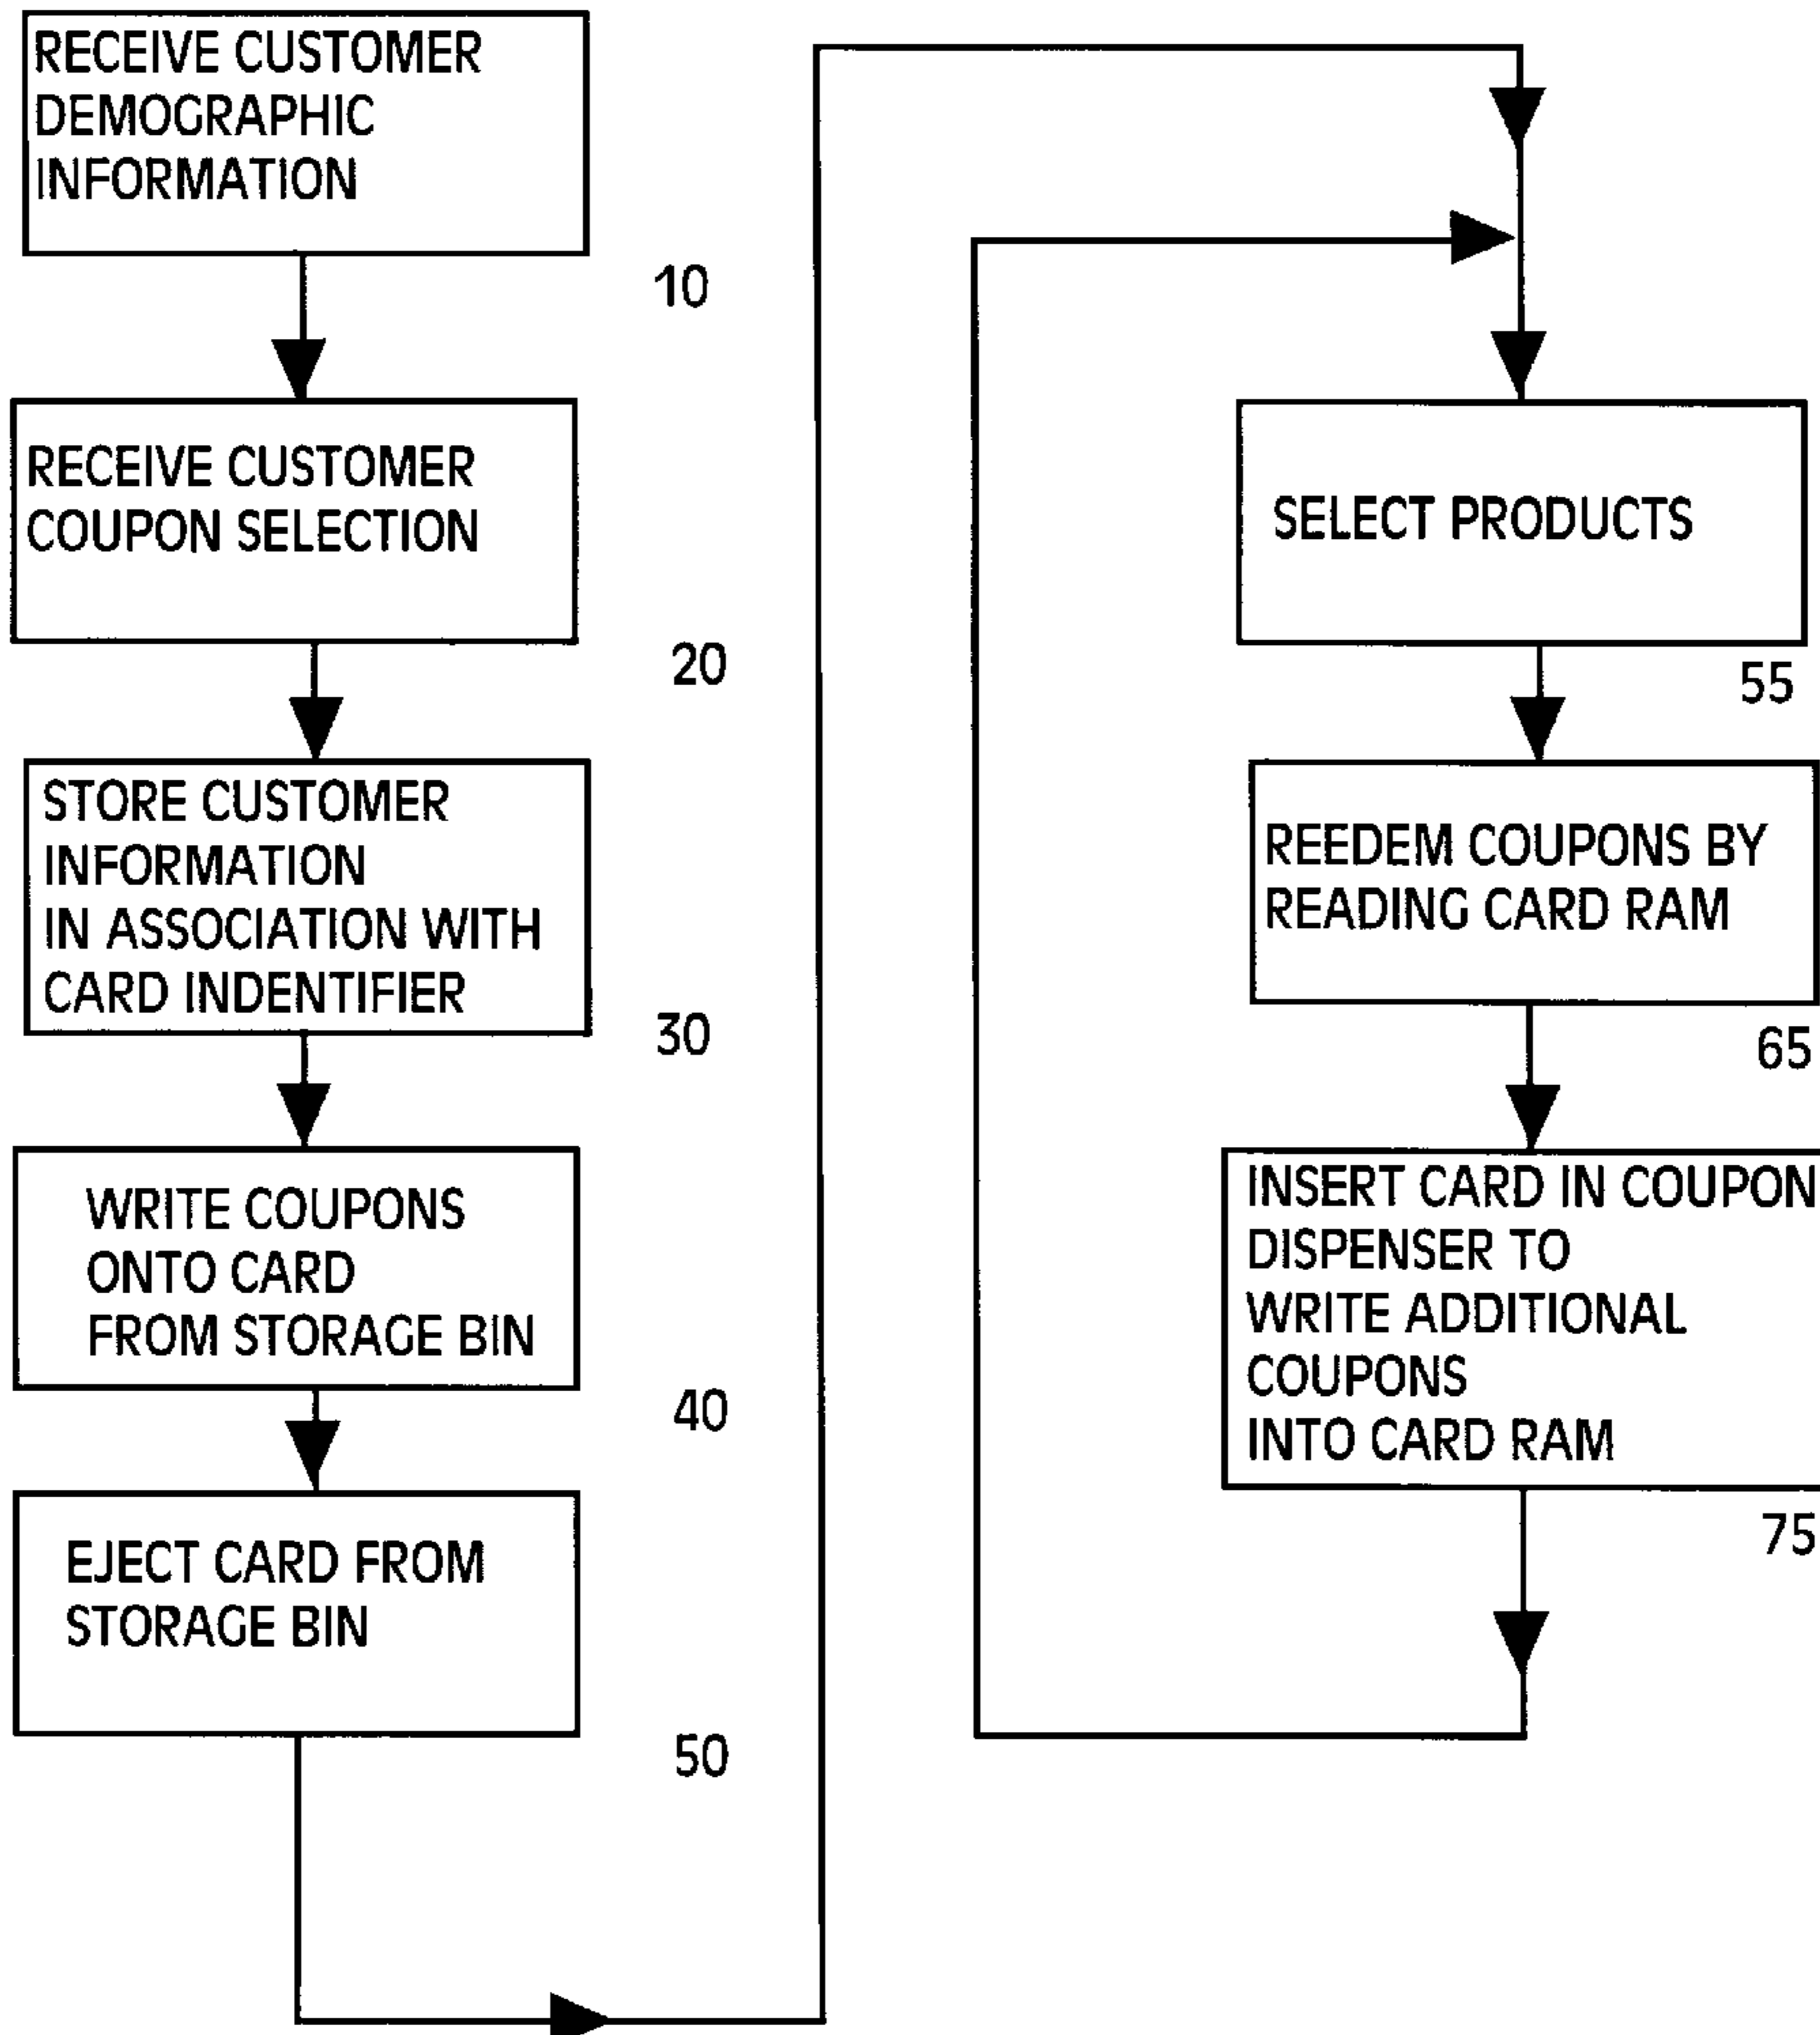 RECEIVE CUSTOMER
DEMOGRAPHIC
INFORMATION
10
RECEIVE CUSTOMER
COUPON SELECTION
20
STORE CUSTOMER
INFORMATION
IN ASSOCIATION WITH
CARD INDENTIFIER
30
WRITE COUPONS
ONTO CARD
FROM STORAGE BIN
40
EJECT CARD FROM
STORAGE BIN
50
SELECT PRODUCTS
55
REEDEM COUPONS BY
READING CARD RAM
65
INSERT CARD IN COUPON
DISPENSER TO
WRITE ADDITIONAL
COUPONS
INTO CARD RAM
75